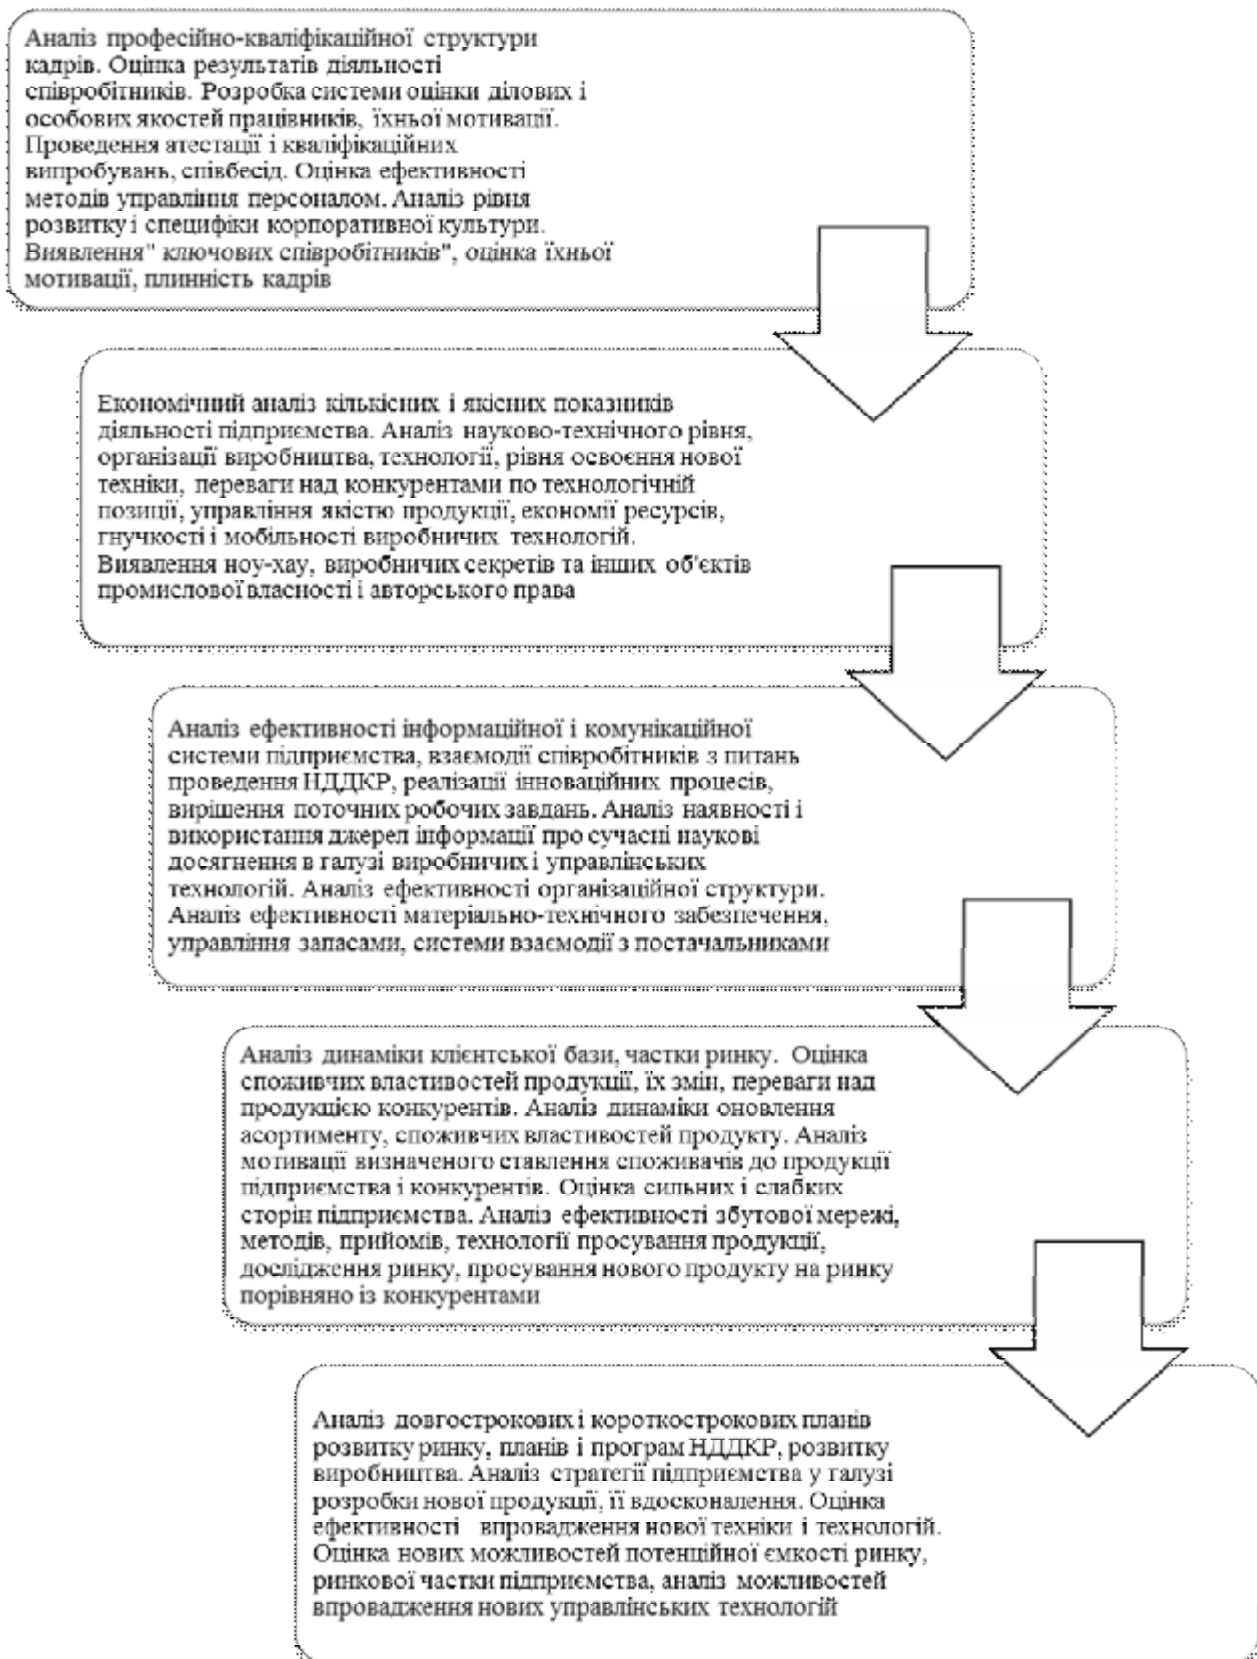 Аналіз професійно-кваліфікаційної структури
кадрів. Оцінка результатів діяльності
співробітників. Розробка системи оцінки ділових і
особових якостей працівників, їхньої мотивації.
Проведення атестації і кваліфікаційних
випробувань, співбесід. Оцінка ефективності
методів управління персоналом. Аналіз рівня
розвитку і специфіки корпоративної культури.
Виявлення" ключових співробітників", оцінка їхньої
мотивації, плинність кадрів
Економічний аналіз кількісних і якісних показників
діяльності підприємства. Аналіз науково-технічного рівня,
організації виробництва, технології, рівня освоєння нової
техніки, переваги над конкурентами по технологічній
позиції, управління якістю продукції, економії ресурсів,
гнучкості і мобільності виробничих технологій.
Виявлення ноу-хау, виробничих секретів та інших об'єктів
промислової власності і авторського права
Аналіз ефективності інформаційної і комунікаційної
системи підприємства, взаємодії співробітників з питань
проведення НДДКР, реалізації інноваційних процесів,
вирішення поточних робочих завдань. Аналіз наявності і
використання джерел інформації про сучасні наукові
досягнення в галузі виробничих і управлінських
технологій. Аналіз ефективності організаційної структури.
Аналіз ефективності матеріально-технічного забезпечення,
управління запасами, системи взаємодії з постачальниками
Аналіз динаміки клієнтської бази, частки ринку. Оцінка
споживчих властивостей продукції, їх змін, переваги над
продукцією конкурентів. Аналіз динаміки оновлення
асортименту, споживчих властивостей продукту. Аналіз
мотивації визначеного ставлення споживачів до продукції
підприємства і конкурентів. Оцінка сильних і слабких
сторін підприємства. Аналіз ефективності збутової мережі,
методів, прийомів, технології просування продукції,
дослідження ринку, просування нового продукту на ринку
порівняно із конкурентами
Аналіз довгострокових і короткострокових планів
розвитку ринку, планів і програм НДДКР, розвитку
виробництва. Аналіз стратегії підприємства у галузі
розробки нової продукції, її вдосконалення. Оцінка
ефективності впровадження нової техніки і технологій.
Оцінка нових можливостей потенційної ємкості ринку,
ринкової частки підприємства, аналіз можливостей
впровадження нових управлінських технологій